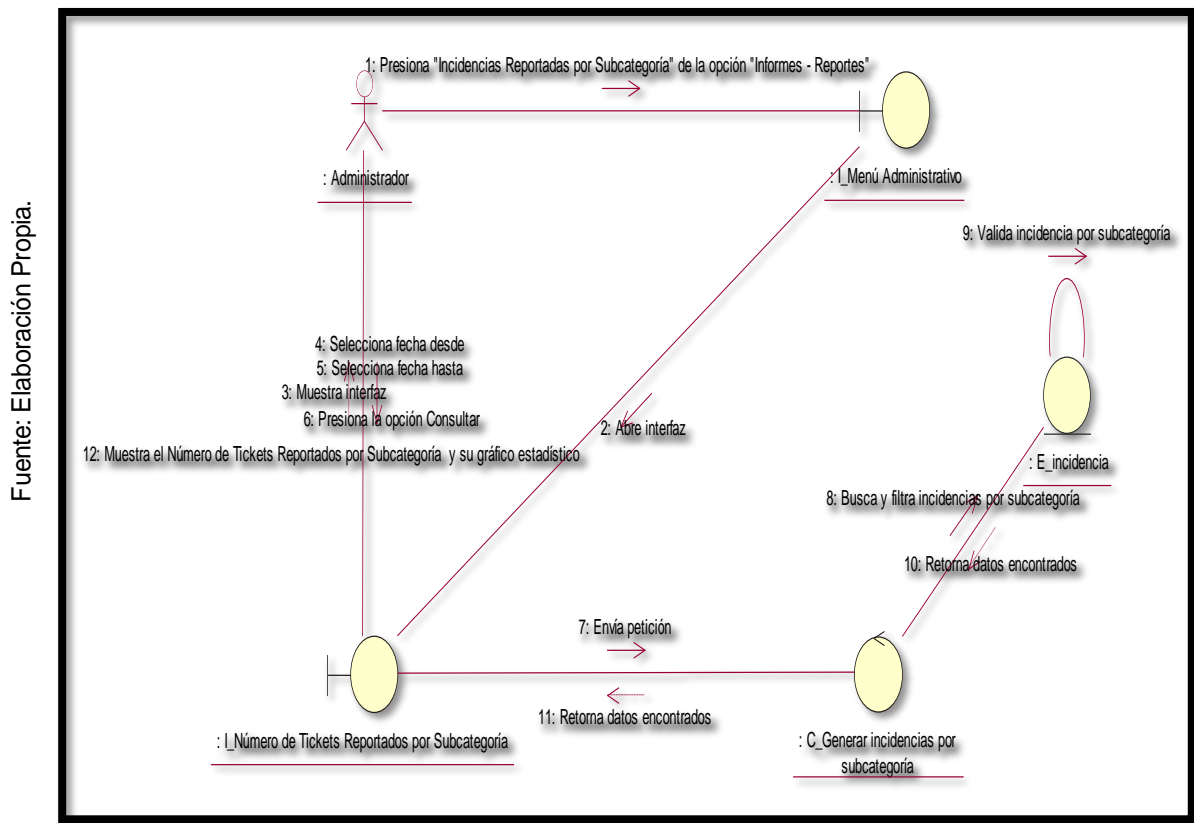 Fuente: Elaboración Propia.
1: Presiona "Incidencias Reportadas por Subcategoría" de la opción "Informes - Reportes"
: Administrador
: I_Menú Administrativo
9: Valida incidencia por subcategoría
4: Selecciona fecha desde
5: Selecciona fecha hasta
3: Muestra interfaz
6: Presiona la opción Consultar
2: Abre interfaz
12: Muestra el Número de Tickets Reportados por Subcategoría y su gráfico estadístico
: E_incidencia
8: Busca y filtra incidencias por subcategoría
10: Retorna datos encontrados
7: Envía petición
11: Retorna datos encontrados
: I_Número de Tickets Reportados por Subcategoría
: C_Generar incidencias por
subcategoría